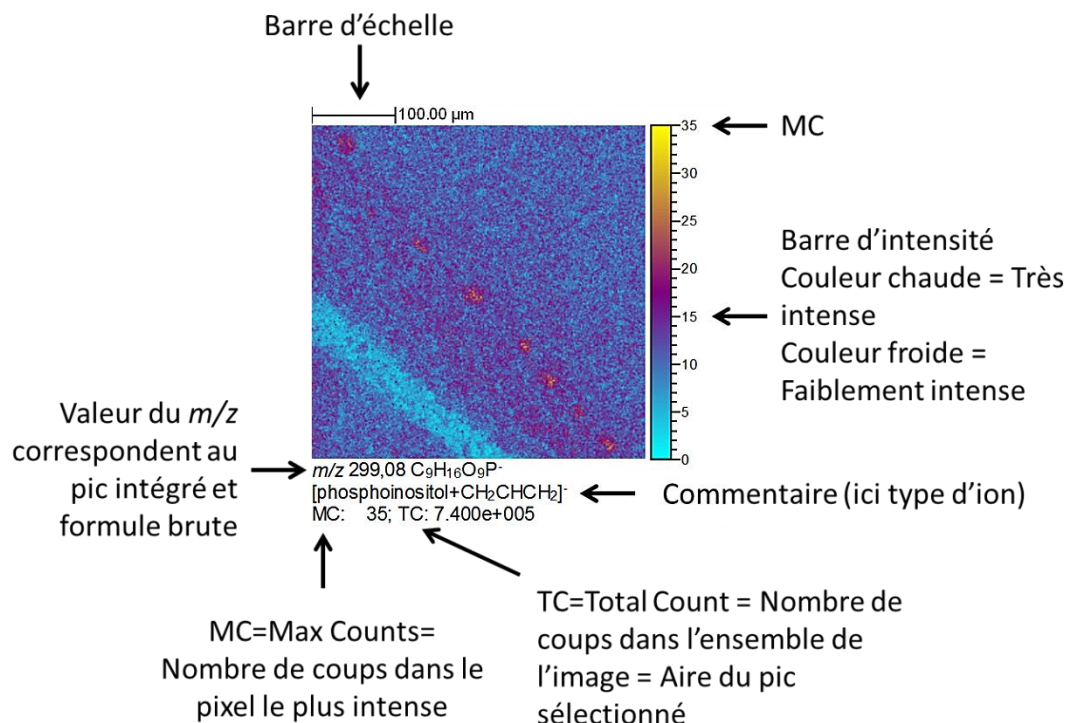 Barre d'échelle
100.00 µm
MC
35
30
25
20
15
10
5
0
Barre d'intensité
Couleur chaude = Très
intense
Couleur froide =
Faiblement intense
Valeur du m/z
correspondent au
pic intégré et
formule brute
m/z 299,08 C₉H₁₆O₉P⁻
[phosphoinositol+CH₂CHCH₂]⁻
MC: 35; TC: 7.400e+005
Commentaire (ici type d'ion)
MC=Max Counts=
Nombre de coups dans le
pixel le plus intense
TC=Total Count = Nombre de
coups dans l'ensemble de
l'image = Aire du pic
sélectionné